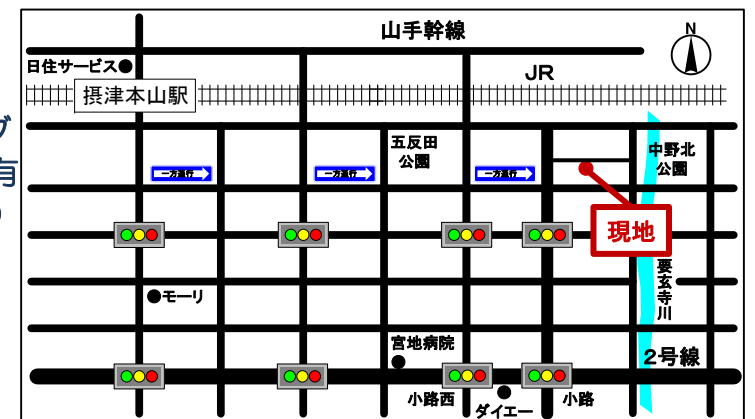 山手幹線
N
日住サービス
JR
摂津本山駅
グ
有
五反田
公園
中野北
公園
一方通行
一方通行
一方通行
現地
モーリ
要玄寺川
宮地病院
2号線
小路西
小路
ダイエー